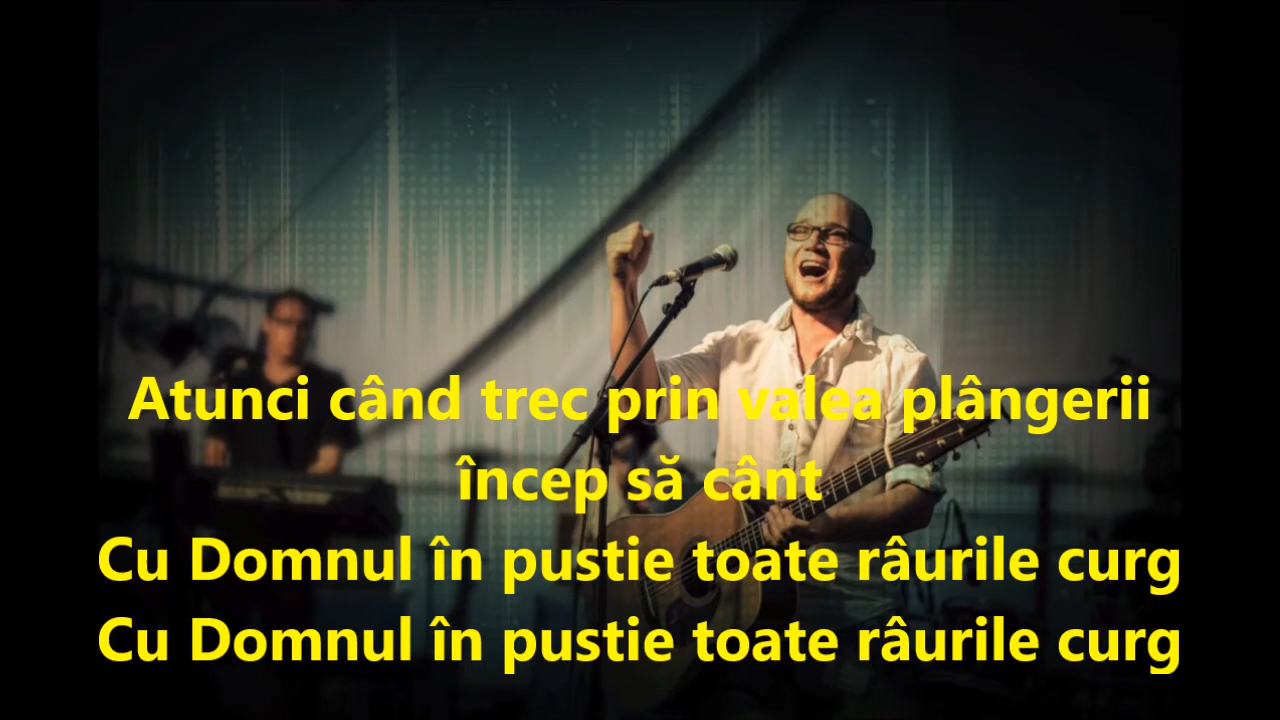 Atunci când trec prin valea plângerii
încep să cânt
Cu Domnul în pustie toate râurile curg
Cu Domnul în pustie toate râurile curg